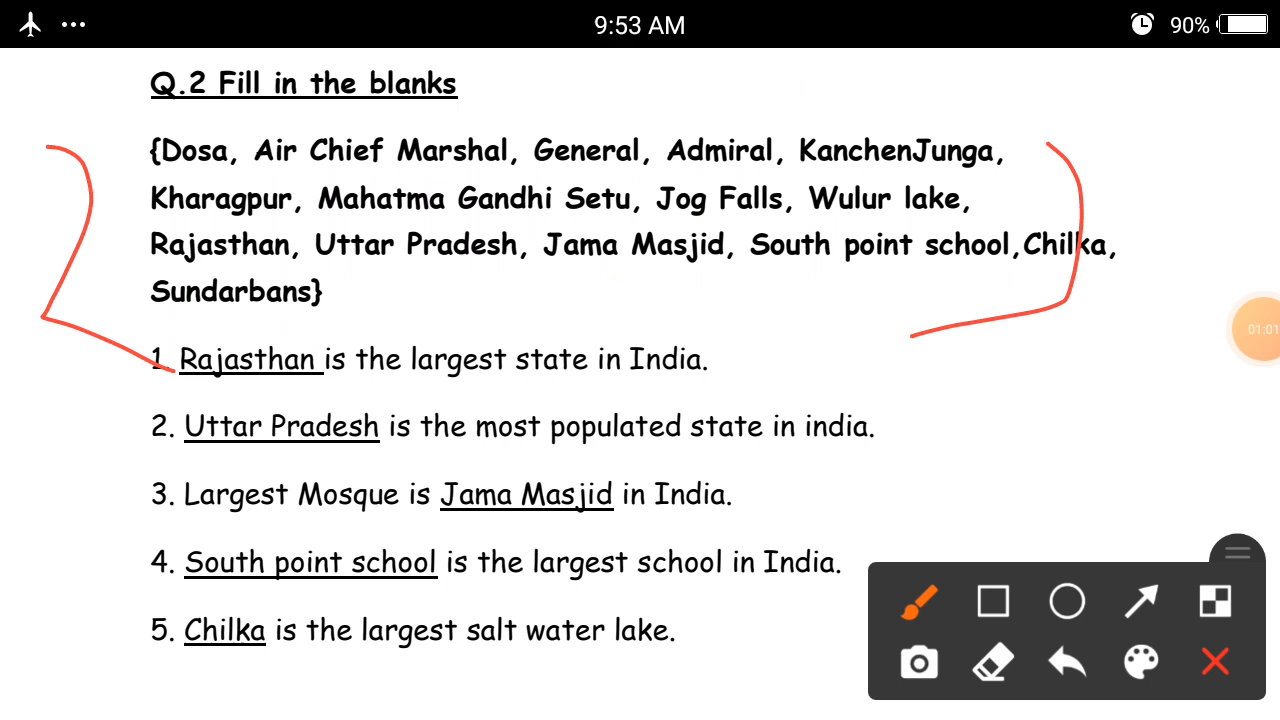 9:53 AM
90%
Q.2 Fill in the blanks
{Dosa, Air Chief Marshal, General, Admiral, KanchenJunga,
Kharagpur, Mahatma Gandhi Setu, Jog Falls, Wulur lake,
Rajasthan, Uttar Pradesh, Jama Masjid, South point school,Chilka,
Sundarbans}
01:01
1. Rajasthan is the largest state in India.
2. Uttar Pradesh is the most populated state in india.
3. Largest Mosque is Jama Masjid in India.
4. South point school is the largest school in India.
5. Chilka is the largest salt water lake.